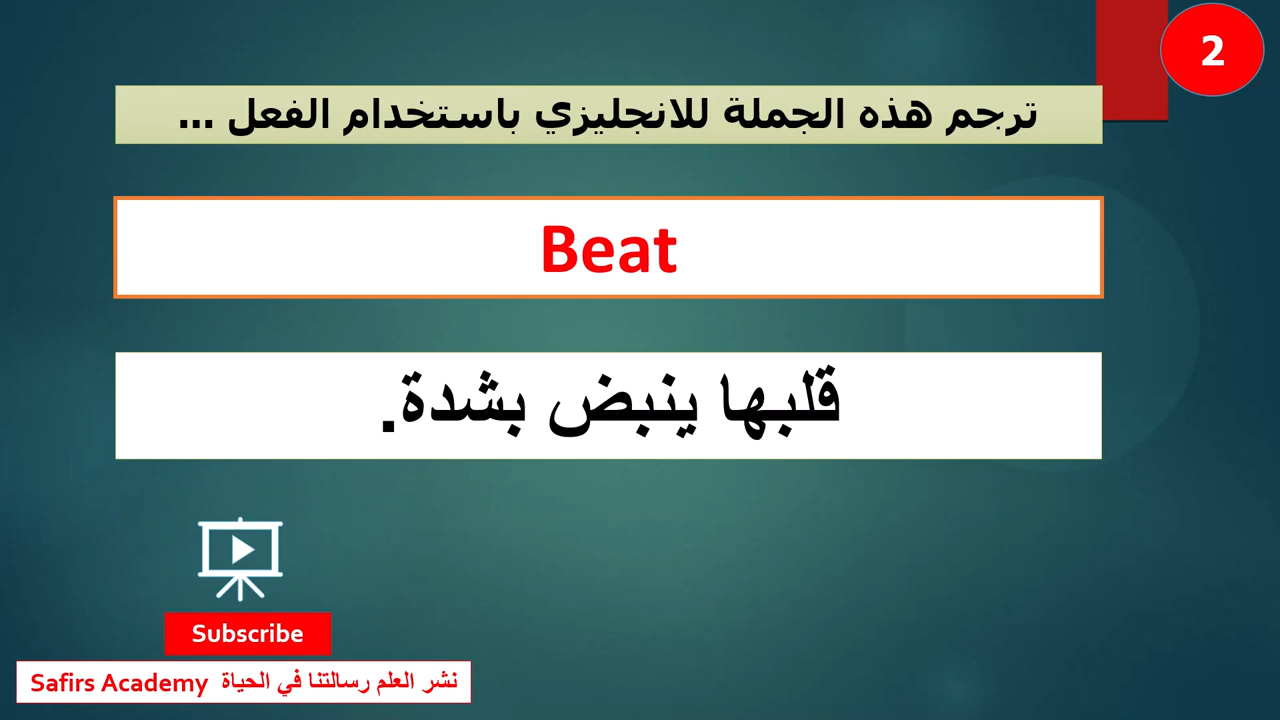 2
ترجم هذه الجملة للانجليزي باستخدام الفعل ...
Beat
قلبها ينبض بشدة.
Subscribe
Safirs Academy نشر العلم رسالتنا في الحياة